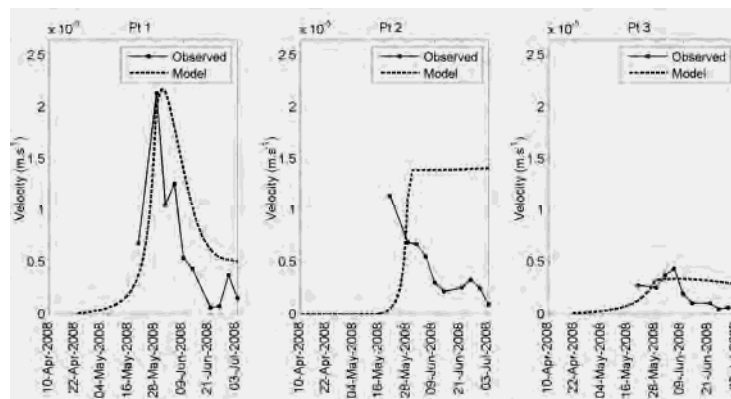 x 10
Pt 1
Observed
Model
2.5
2
1.5
1
0.5
0
Velocity (m.s⁻¹)
10-Apr-2008
22-Apr-2008
04-May-2008
16-May-2008
28-May-2008
09-Jun-2008
21-Jun-2008
03-Jul-2008
x 10⁻⁵
Pt 2
Observed
Model
2.5
2
1.5
1
0.5
0
Velocity (m.s⁻¹)
10-Apr-2008
22-Apr-2008
04-May-2008
16-May-2008
28-May-2008
09-Jun-2008
21-Jun-2008
03-Jul-2008
x 10⁻⁵
Pt 3
Observed
Model
2.5
2
1.5
1
0.5
0
Velocity (m.s⁻¹)
10-Apr-2008
22-Apr-2008
04-May-2008
16-May-2008
28-May-2008
09-Jun-2008
21-Jun-2008